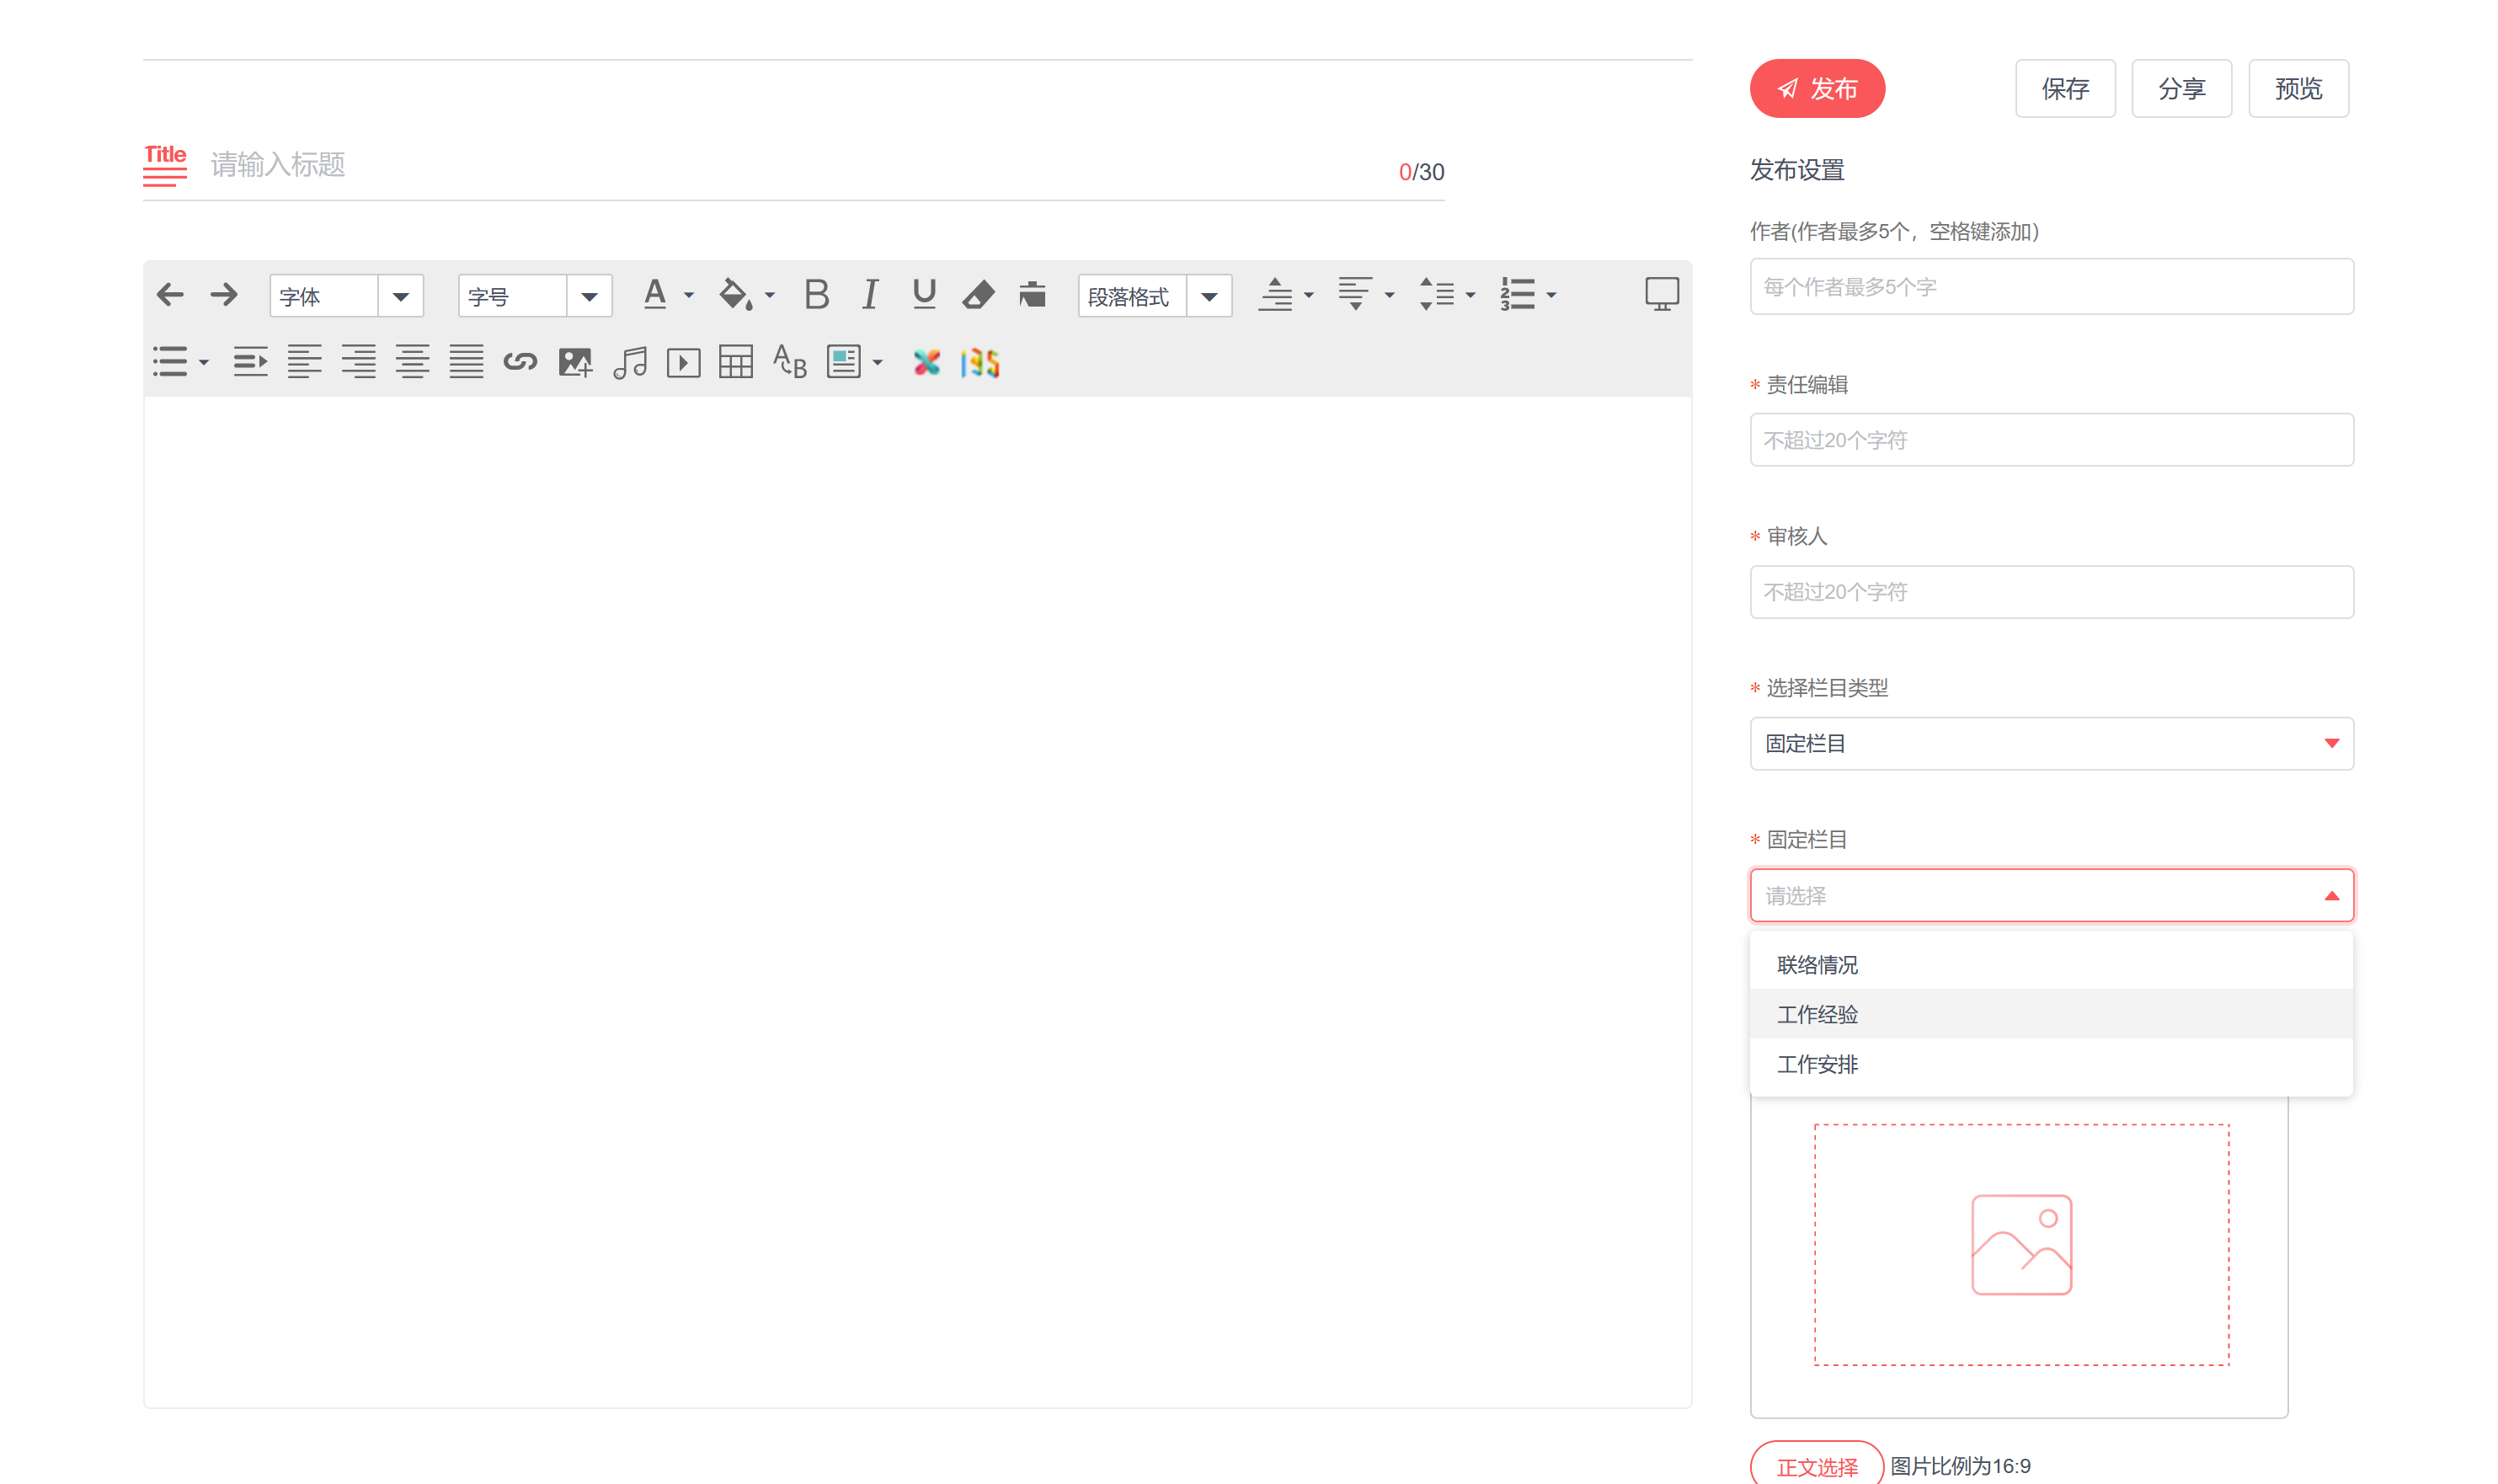 Title 请输入标题 0/30
字体 字号 A B I U 段落格式
AB 135
发布 保存 分享 预览
发布设置
作者(作者最多5个，空格键添加)
每个作者最多5个字
* 责任编辑
不超过20个字符
* 审核人
不超过20个字符
* 选择栏目类型
固定栏目
* 固定栏目
请选择
联络情况
工作经验
工作安排
正文选择 图片比例为16:9